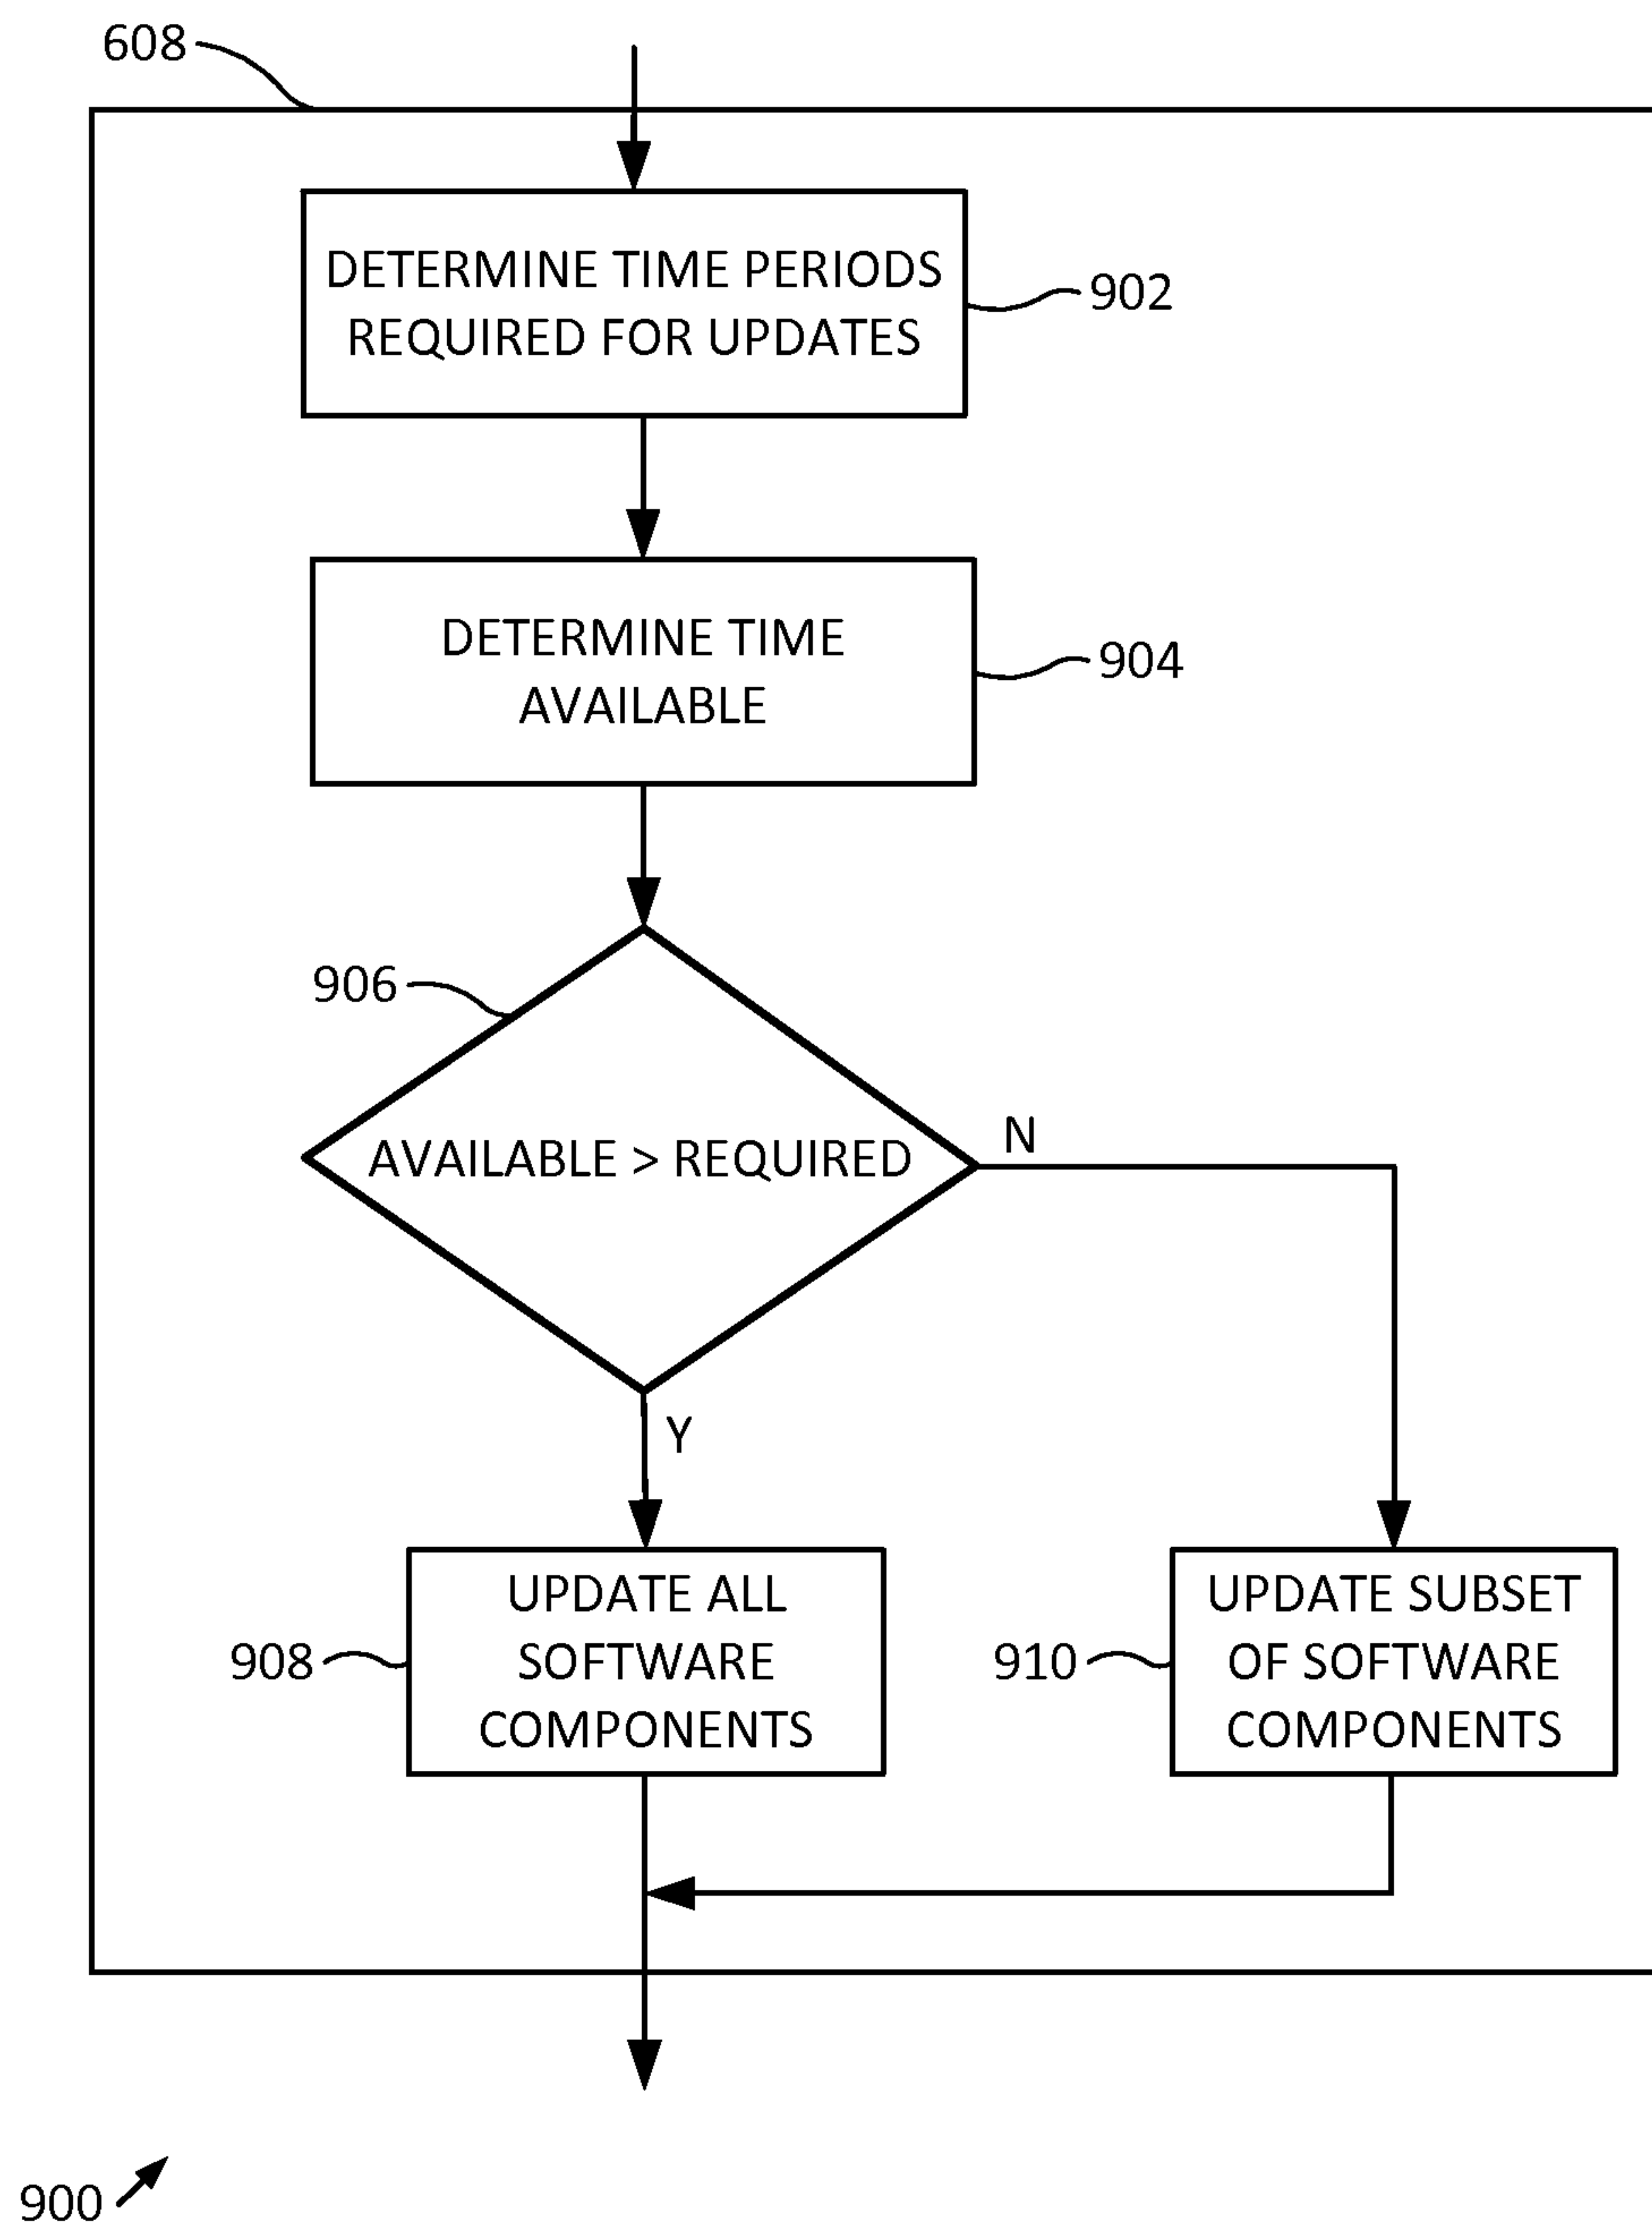 608
DETERMINE TIME PERIODS
REQUIRED FOR UPDATES
902
DETERMINE TIME
AVAILABLE
904
906
AVAILABLE > REQUIRED
N
Y
UPDATE ALL
SOFTWARE
COMPONENTS
908
UPDATE SUBSET
OF SOFTWARE
COMPONENTS
910
900